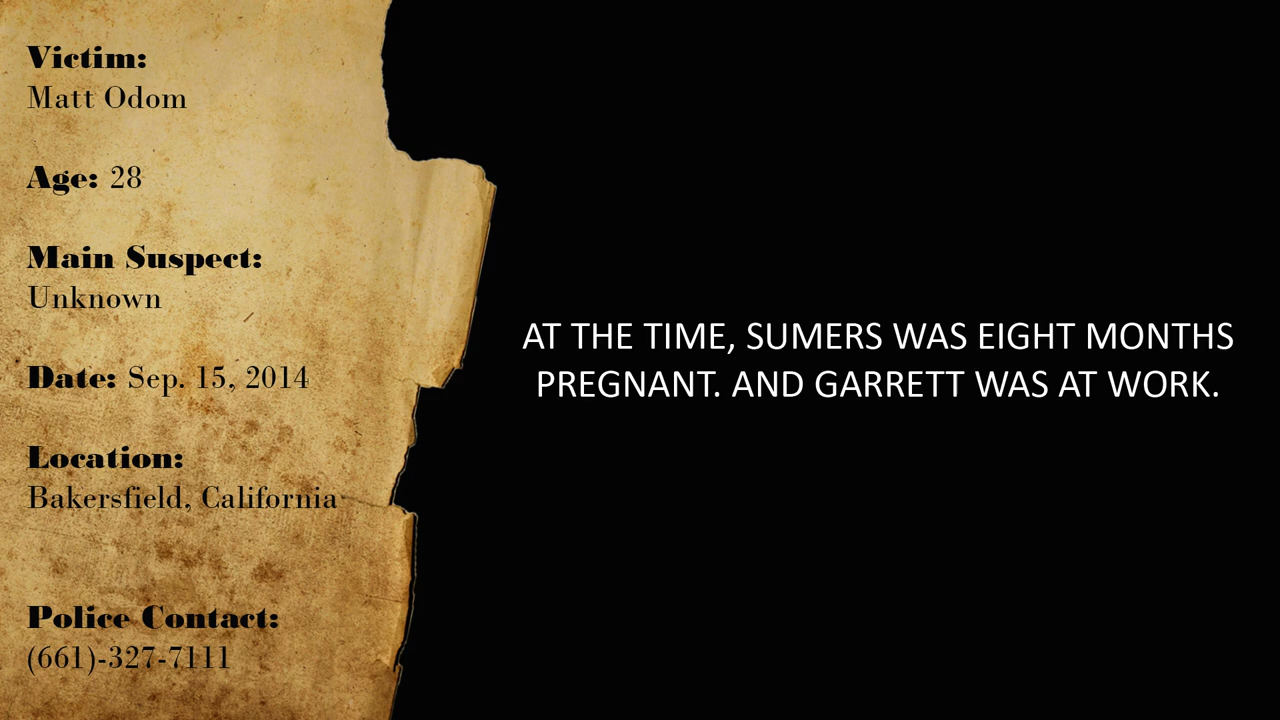 Victim:
Matt Odom
Age: 28
Main Suspect:
Unknown
Date: Sep. 15, 2014
Location:
Bakersfield, California
Police Contact:
(661)-327-7111
AT THE TIME, SUMERS WAS EIGHT MONTHS
PREGNANT. AND GARRETT WAS AT WORK.